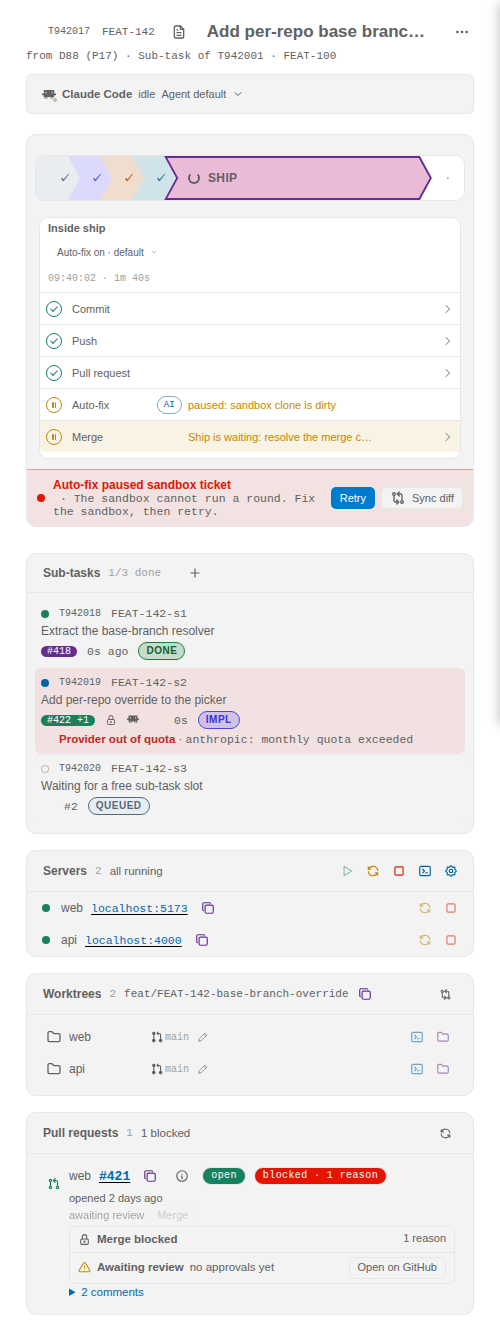 T942017 FEAT-142 Add per-repo base branc…
from D88 (P17) · Sub-task of T942001 · FEAT-100
Claude Code idle Agent default
SHIP
Inside ship
Auto-fix on · default
09:40:02 · 1m 40s
Commit
Push
Pull request
Auto-fix AI paused: sandbox clone is dirty
Merge Ship is waiting: resolve the merge c…
Auto-fix paused sandbox ticket
· The sandbox cannot run a round. Fix
the sandbox, then retry.
Retry Sync diff
Sub-tasks 1/3 done
T942018 FEAT-142-s1
Extract the base-branch resolver
#418 0s ago DONE
T942019 FEAT-142-s2
Add per-repo override to the picker
#422 +1 0s IMPL
Provider out of quota · anthropic: monthly quota exceeded
T942020 FEAT-142-s3
Waiting for a free sub-task slot
#2 QUEUED
Servers 2 all running
web localhost:5173
api localhost:4000
Worktrees 2 feat/FEAT-142-base-branch-override
web main
api main
Pull requests 1 1 blocked
web #421 open blocked · 1 reason
opened 2 days ago
awaiting review Merge
Merge blocked 1 reason
Awaiting review no approvals yet Open on GitHub
2 comments